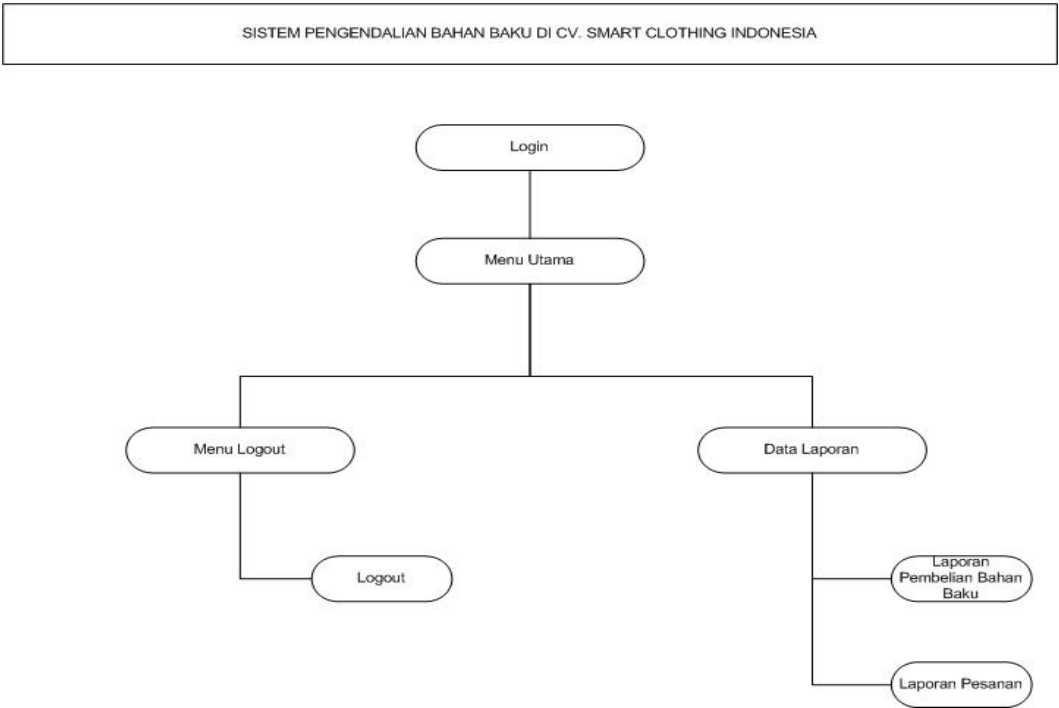 SISTEM PENGENDALIAN BAHAN BAKU DI CV. SMART CLOTHING INDONESIA
Login
Menu Utama
Menu Logout
Data Laporan
Logout
Laporan
Pembelian Bahan
Baku
Laporan Pesanan